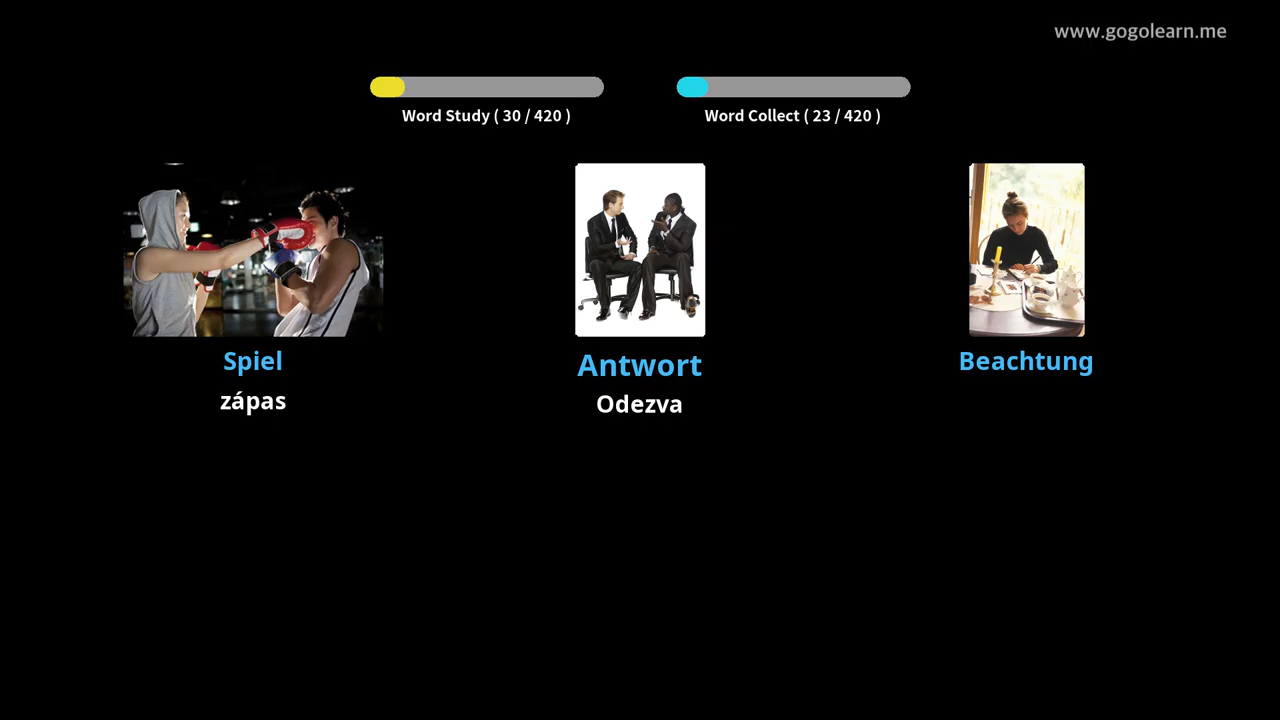 www.gogolearn.me
Word Study ( 30 / 420 )
Word Collect ( 23 / 420 )
Spiel
Antwort
Beachtung
zápas
Odezva